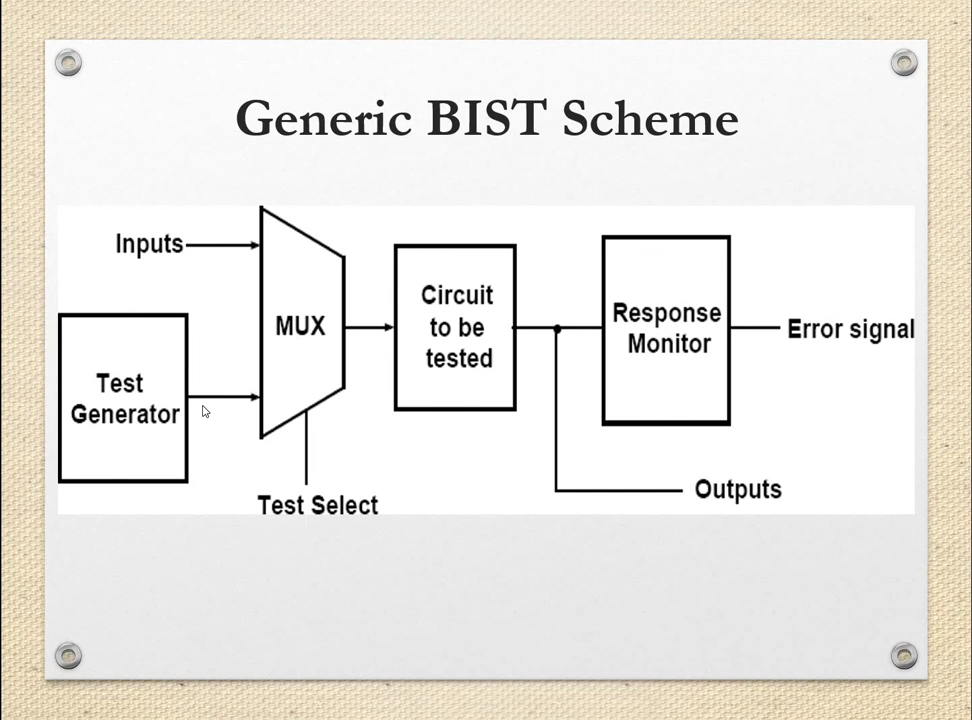 Generic BIST Scheme
Inputs
MUX
Test
Generator
Test Select
Circuit
to be
tested
Response
Monitor
Error signal
Outputs